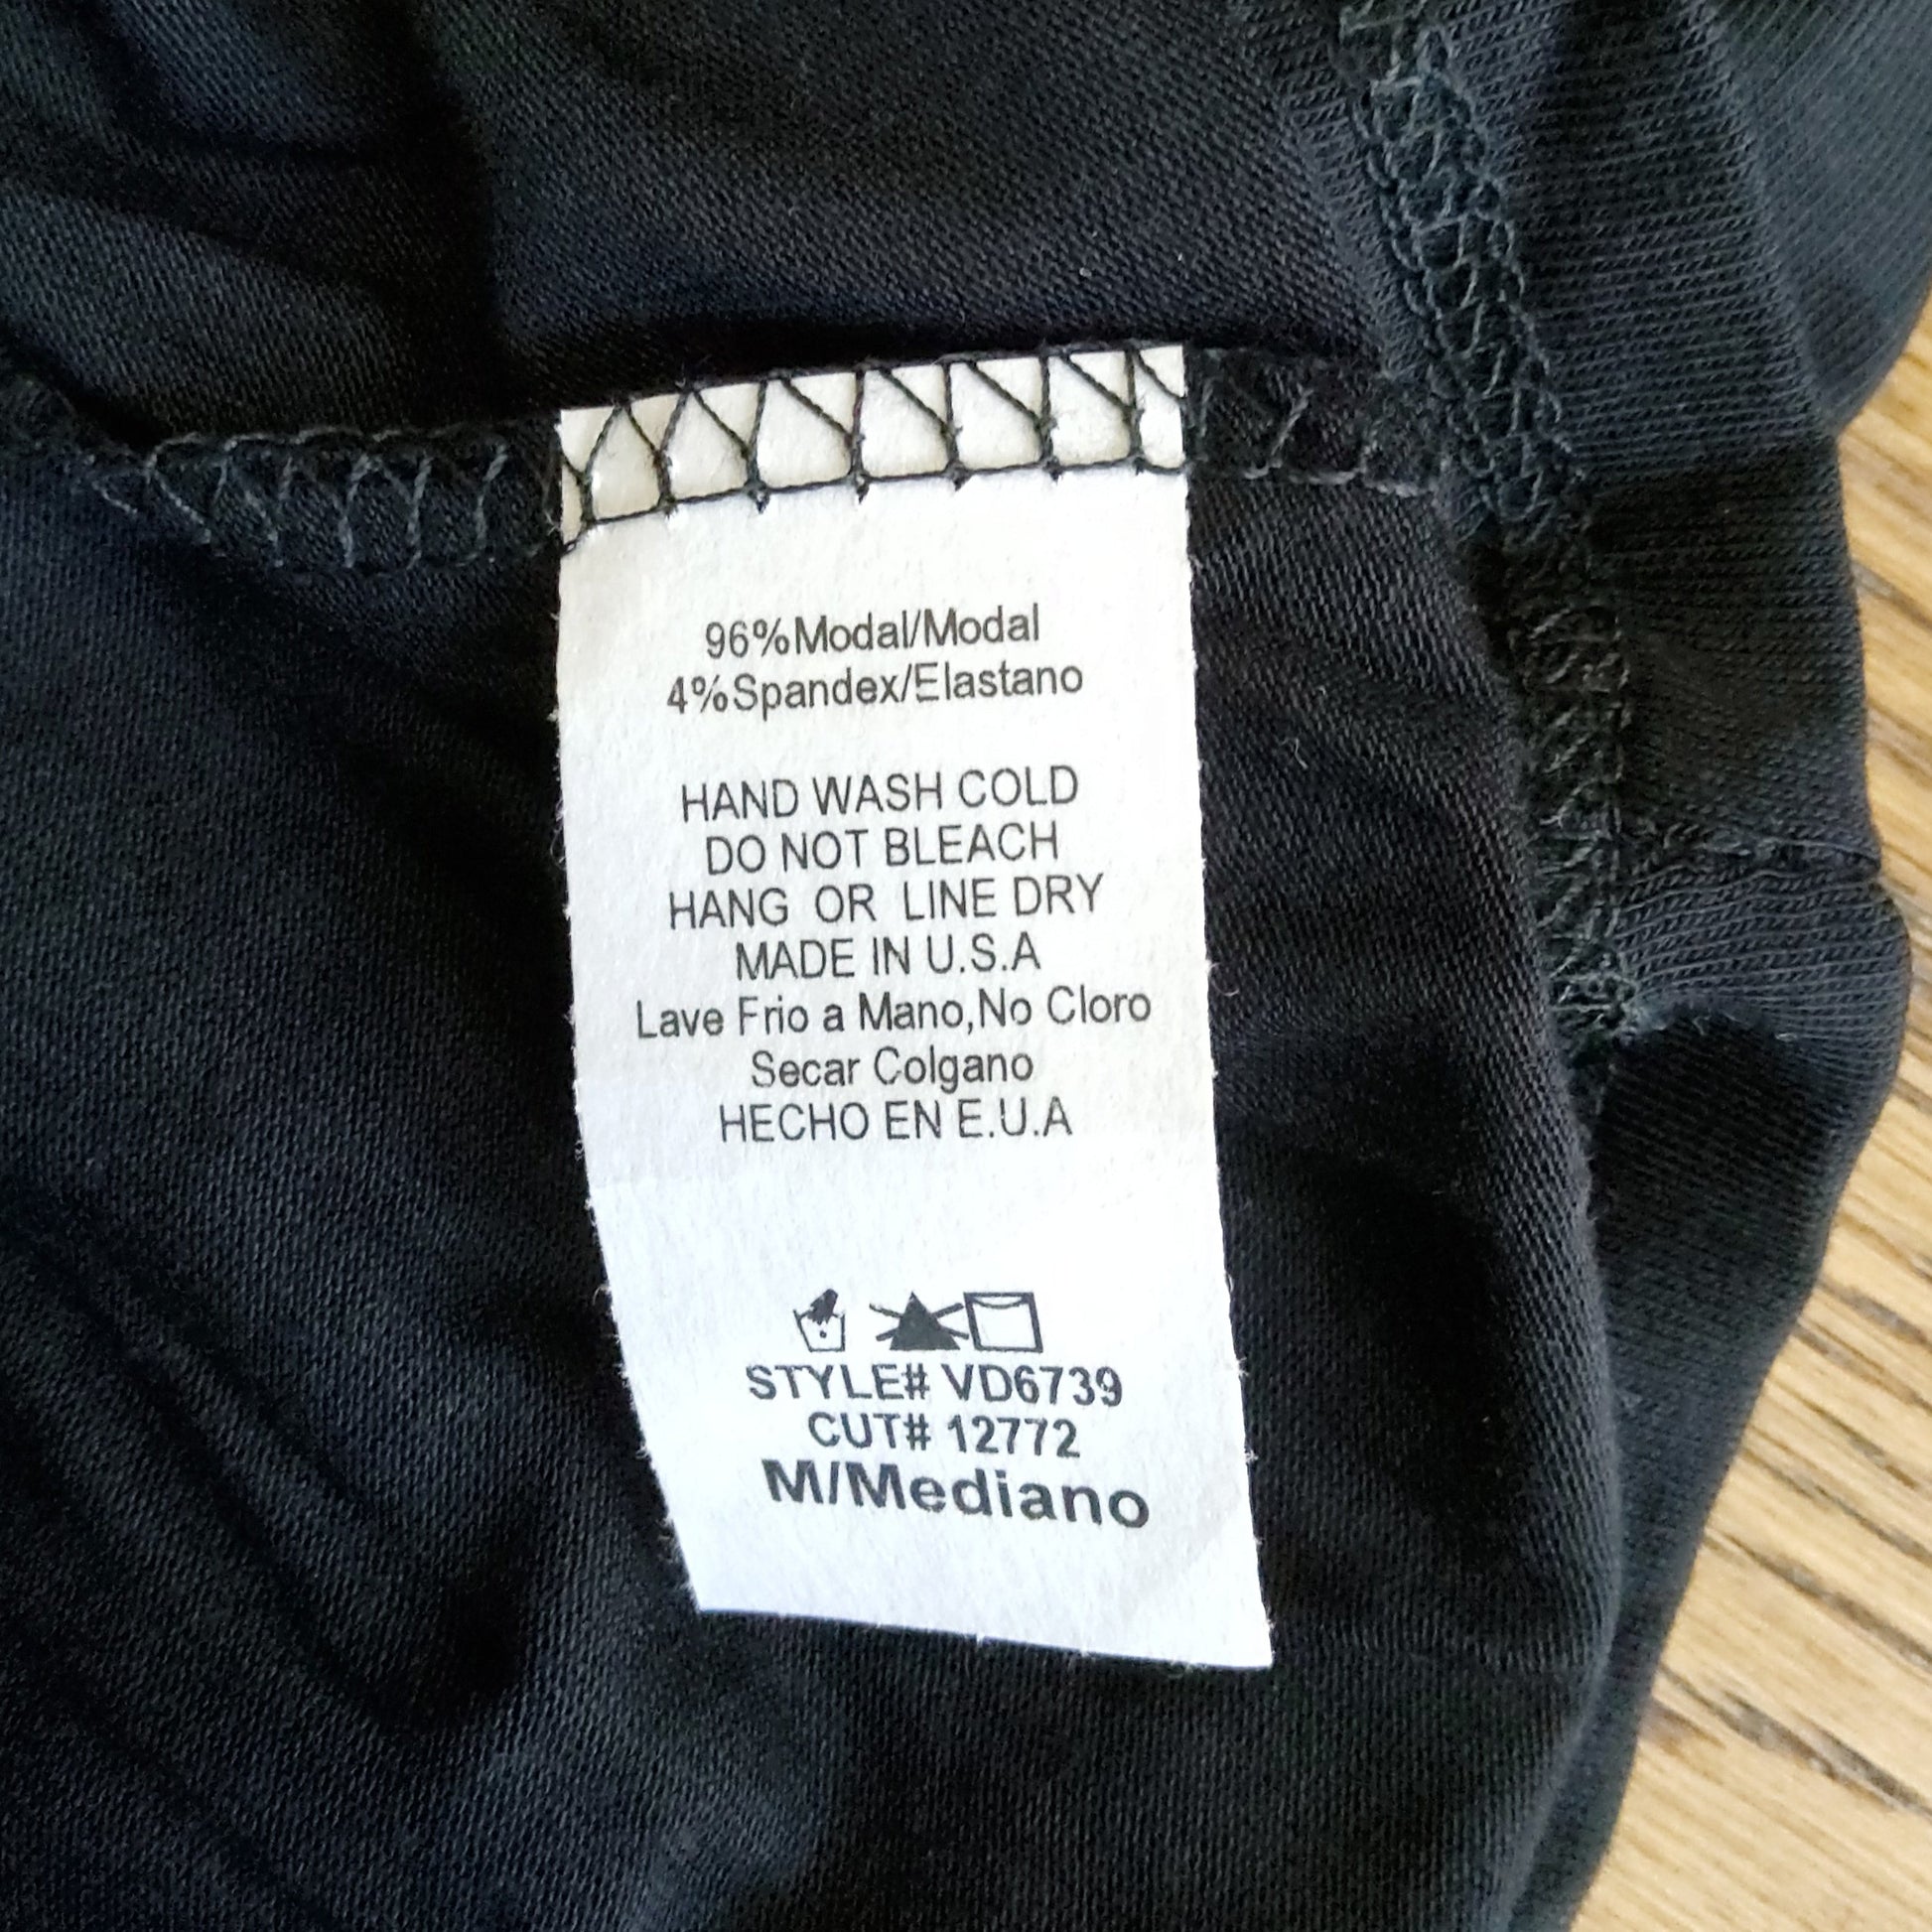 96%Modal/Modal
4%Spandex/Elastano
HAND WASH COLD
DO NOT BLEACH
HANG OR LINE DRY
MADE IN U.S.A
Lave Frio a Mano,No Cloro
Secar Colgano
HECHO EN E.U.A
STYLE# VD6739
CUT# 12772
M/Mediano